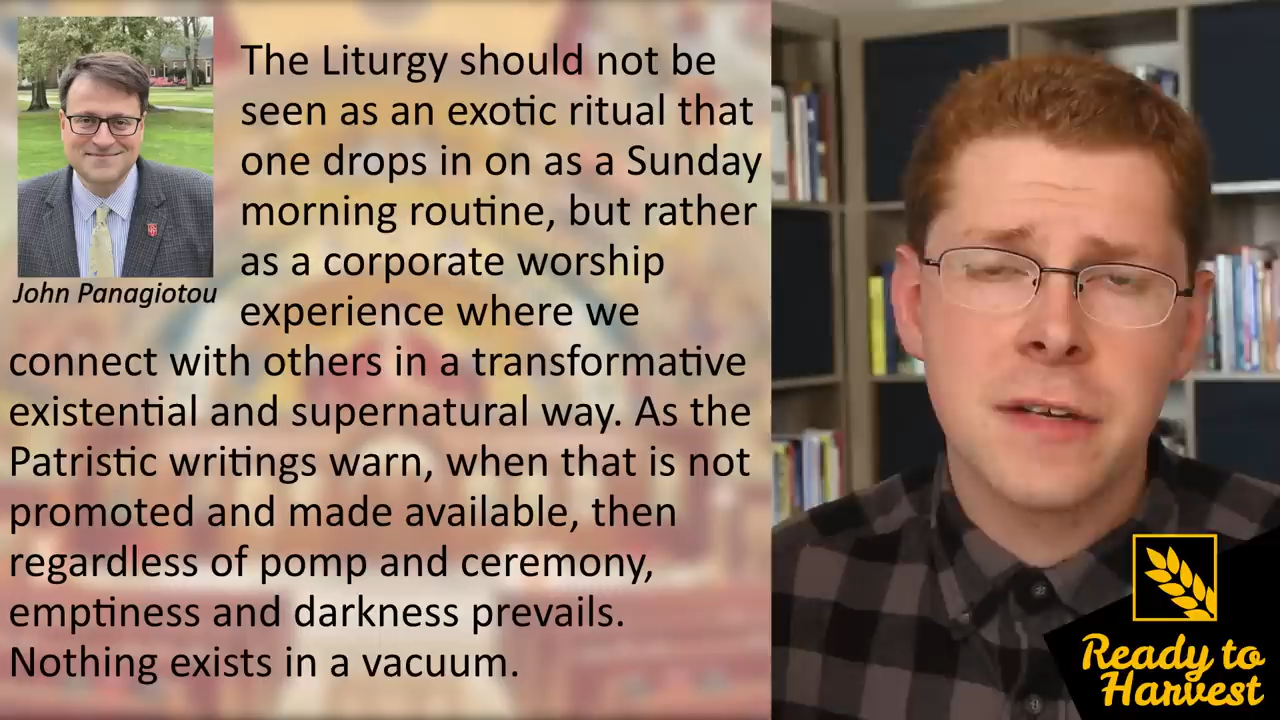 The Liturgy should not be
seen as an exotic ritual that
one drops in on as a Sunday
morning routine, but rather
as a corporate worship
experience where we
connect with others in a transformative
existential and supernatural way. As the
Patristic writings warn, when that is not
promoted and made available, then
regardless of pomp and ceremony,
emptiness and darkness prevails.
Nothing exists in a vacuum.
John Panagiotou
Ready to
Harvest